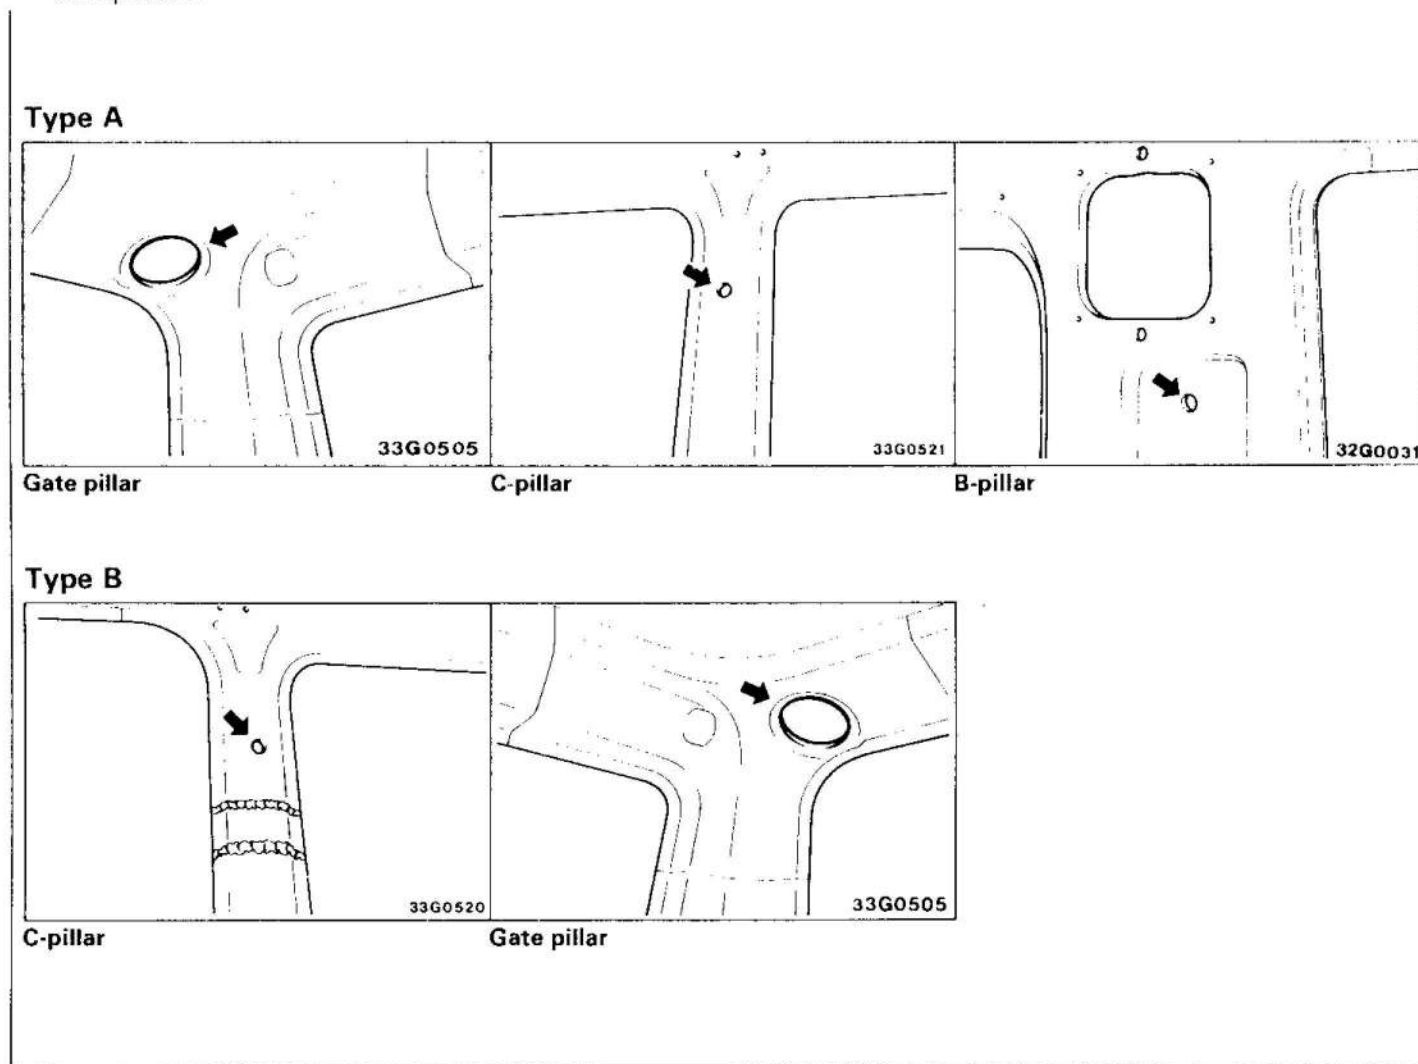 Type A
33G0505
33G0521
32G0031
Gate pillar
C-pillar
B-pillar
Type B
33G0520
33G0505
C-pillar
Gate pillar